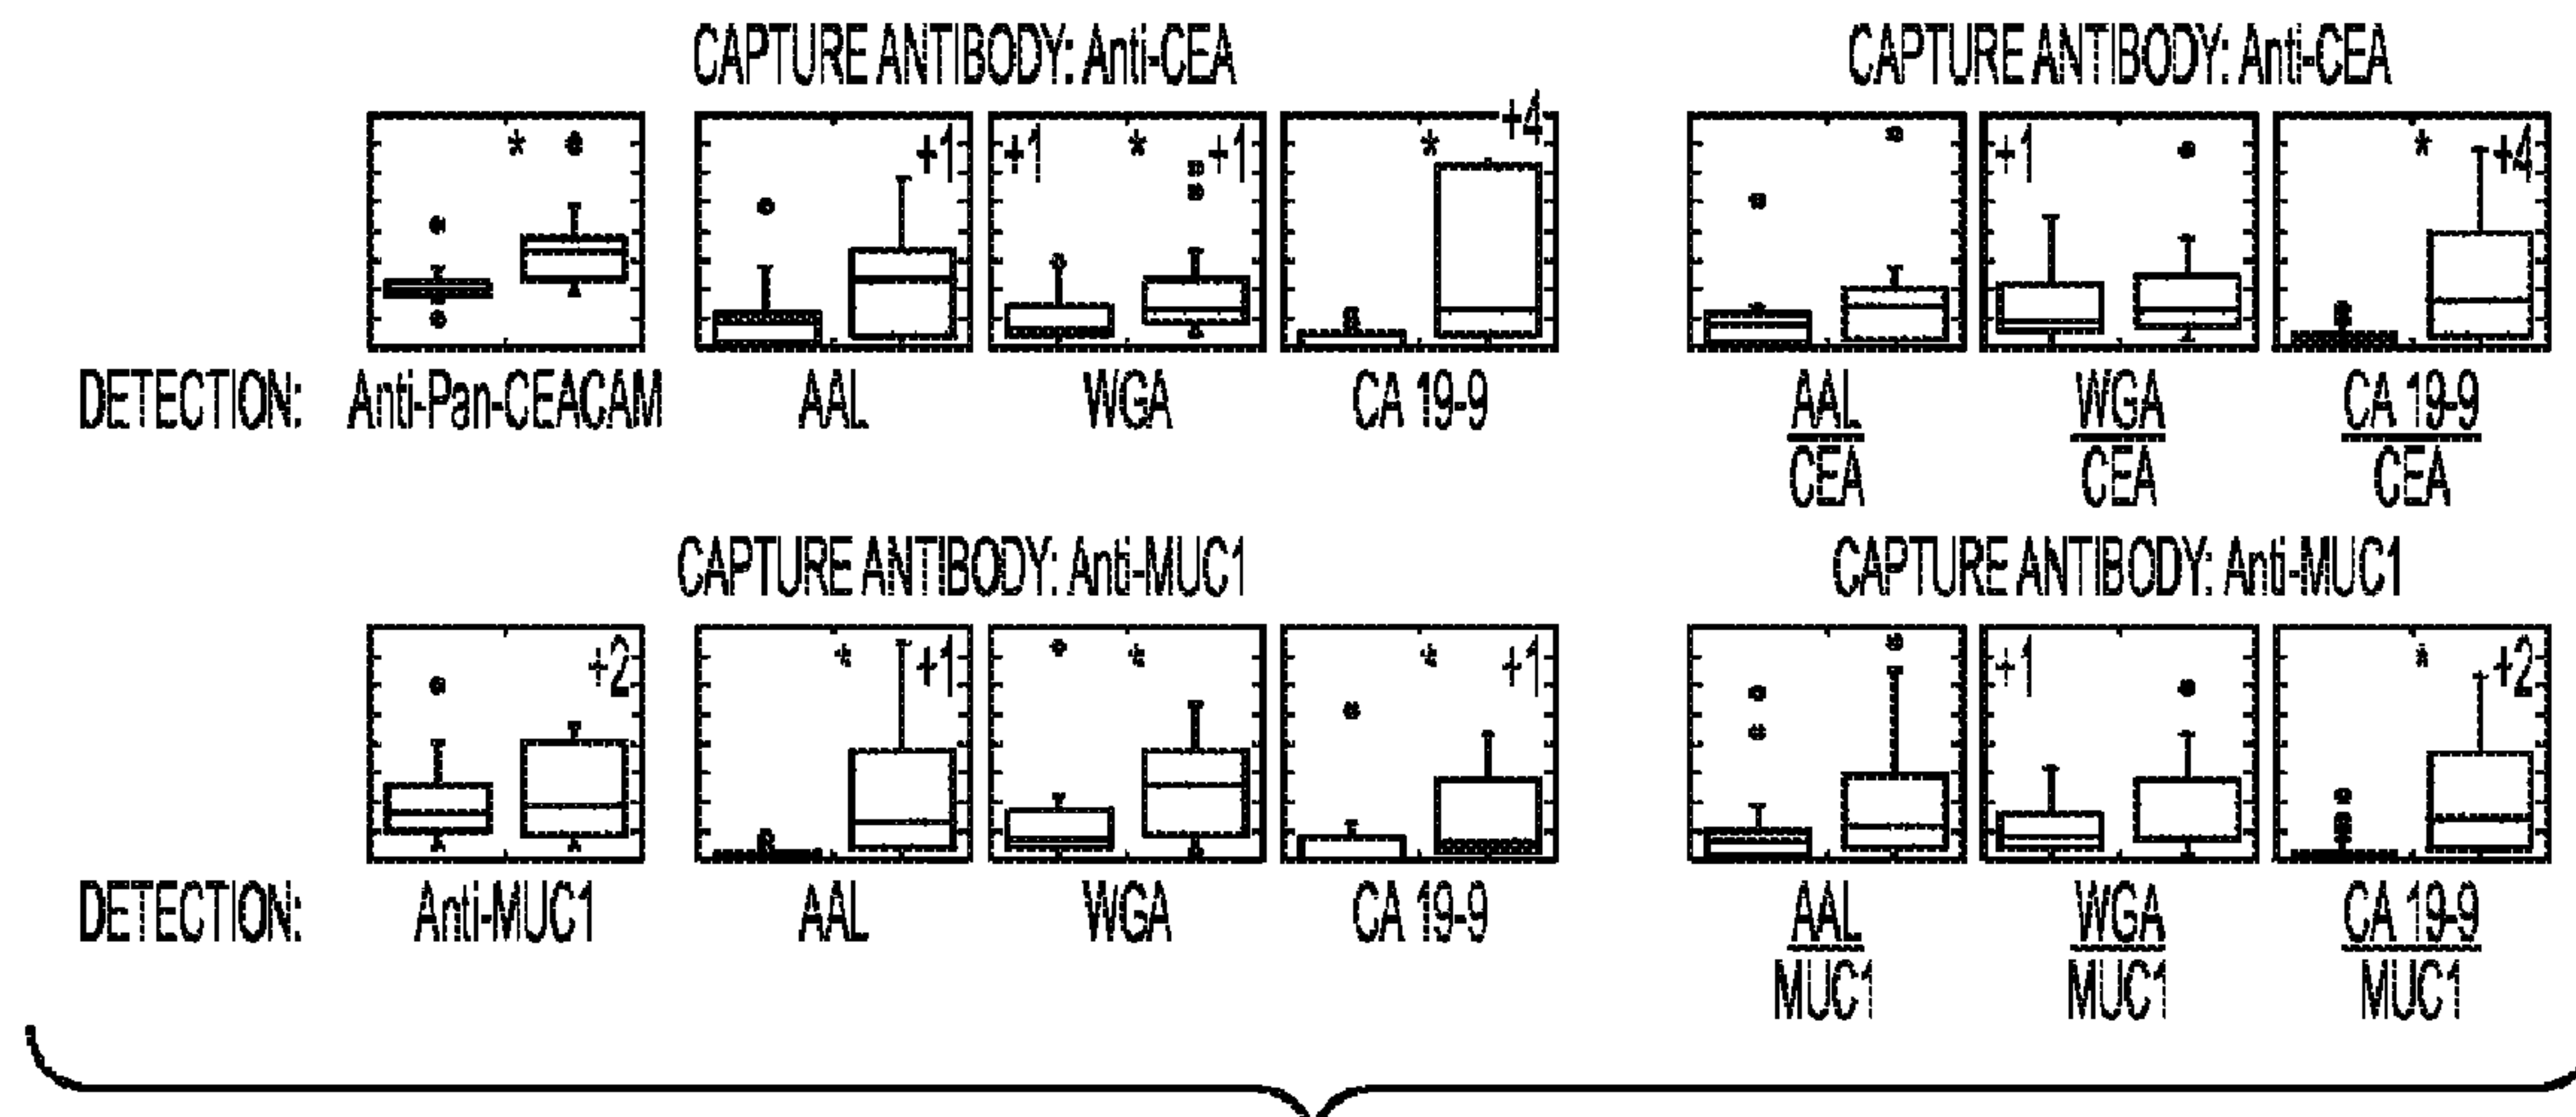 CAPTURE ANTIBODY: Anti-CEA CAPTURE ANTIBODY: Anti-CEA
* +1 +1 * +1 * +4 +1 * +4
DETECTION: Anti-Pan-CEACAM AAL WGA CA 19-9 AAL WGA CA 19-9
CEA CEA CEA
CAPTURE ANTIBODY: Anti-MUC1 CAPTURE ANTIBODY: Anti-MUC1
+2 * +1 * * +1 +1 * +2
DETECTION: Anti-MUC1 AAL WGA CA 19-9 AAL WGA CA 19-9
MUC1 MUC1 MUC1